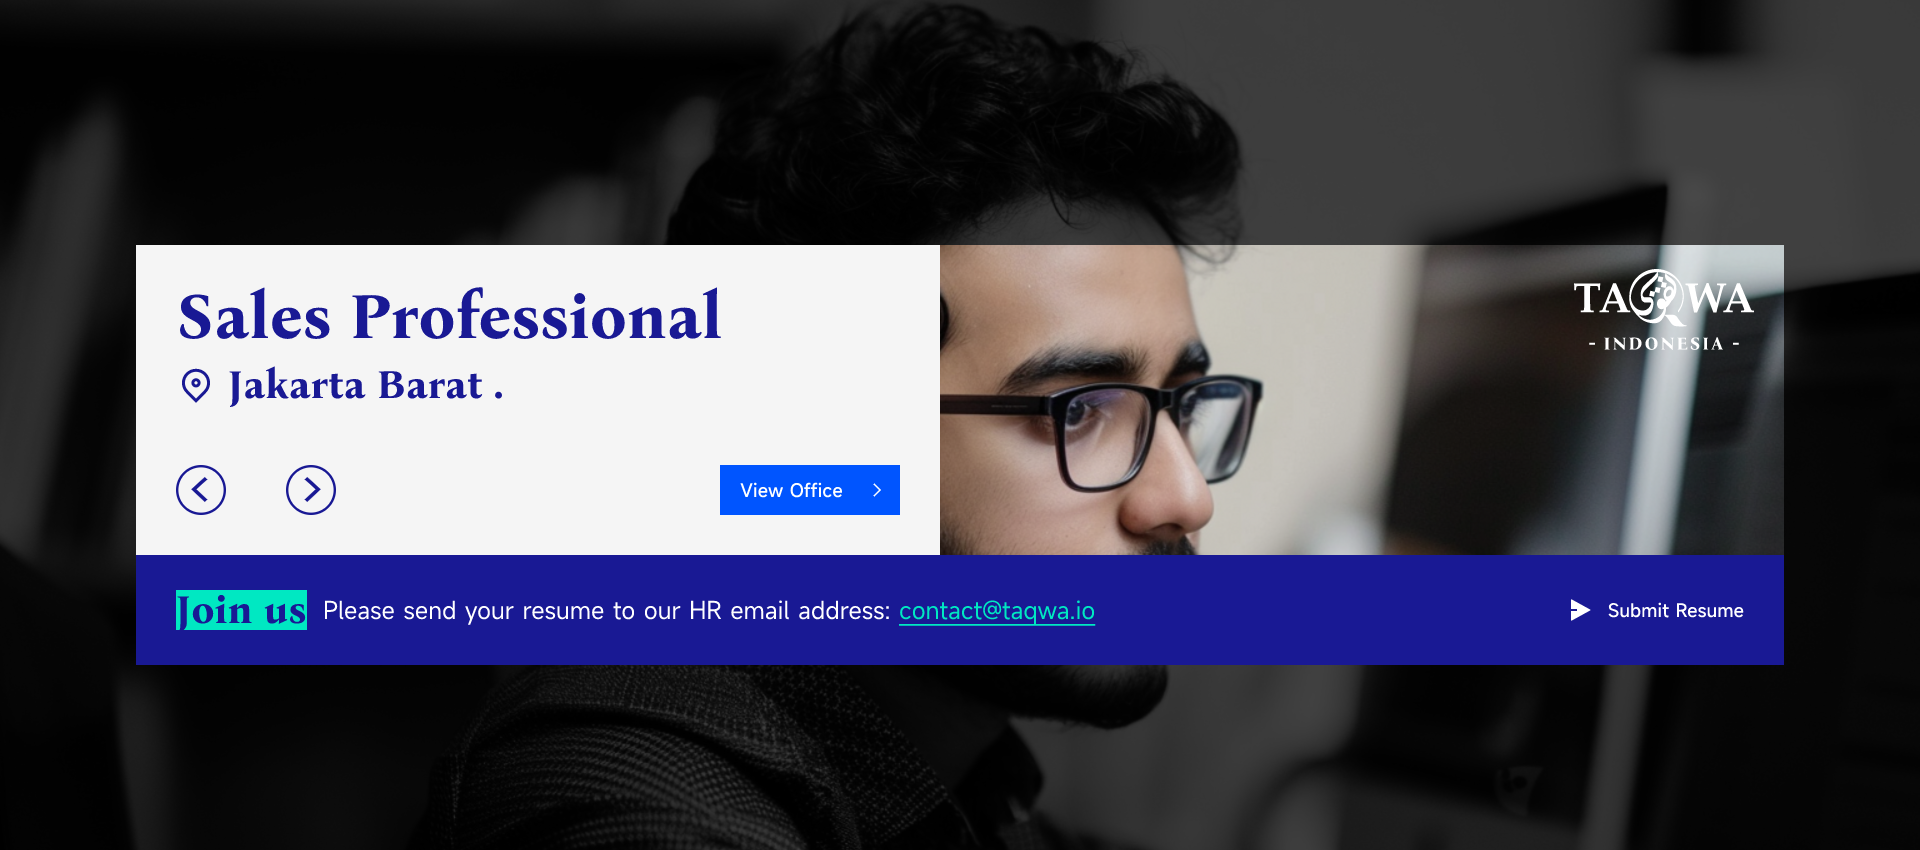 Sales Professional
Jakarta Barat .
View Office
TAQWA
- INDONESIA -
Join us Please send your resume to our HR email address: contact@taqwa.io
Submit Resume